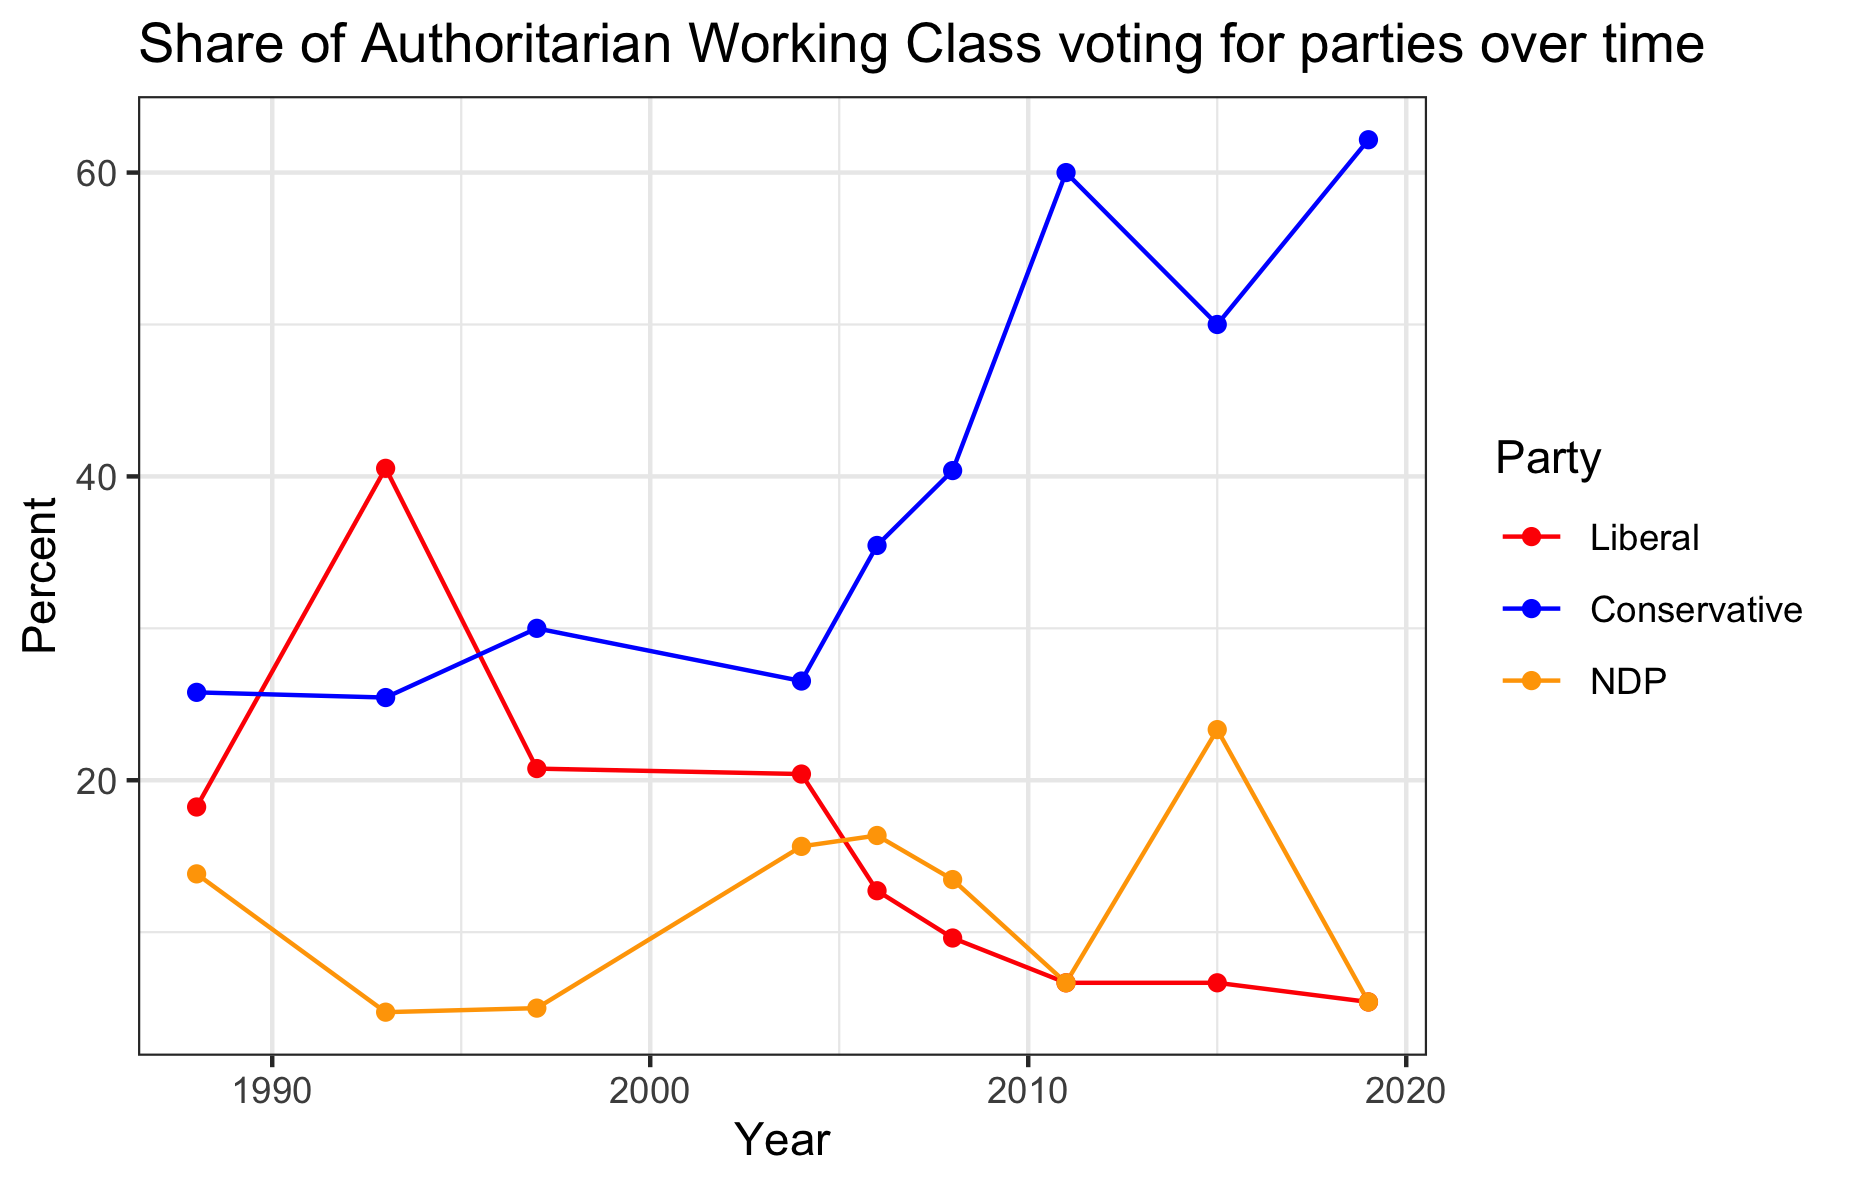 Share of Authoritarian Working Class voting for parties over time
60
40
20
Percent
1990
2000
2010
2020
Year
Party
Liberal
Conservative
NDP